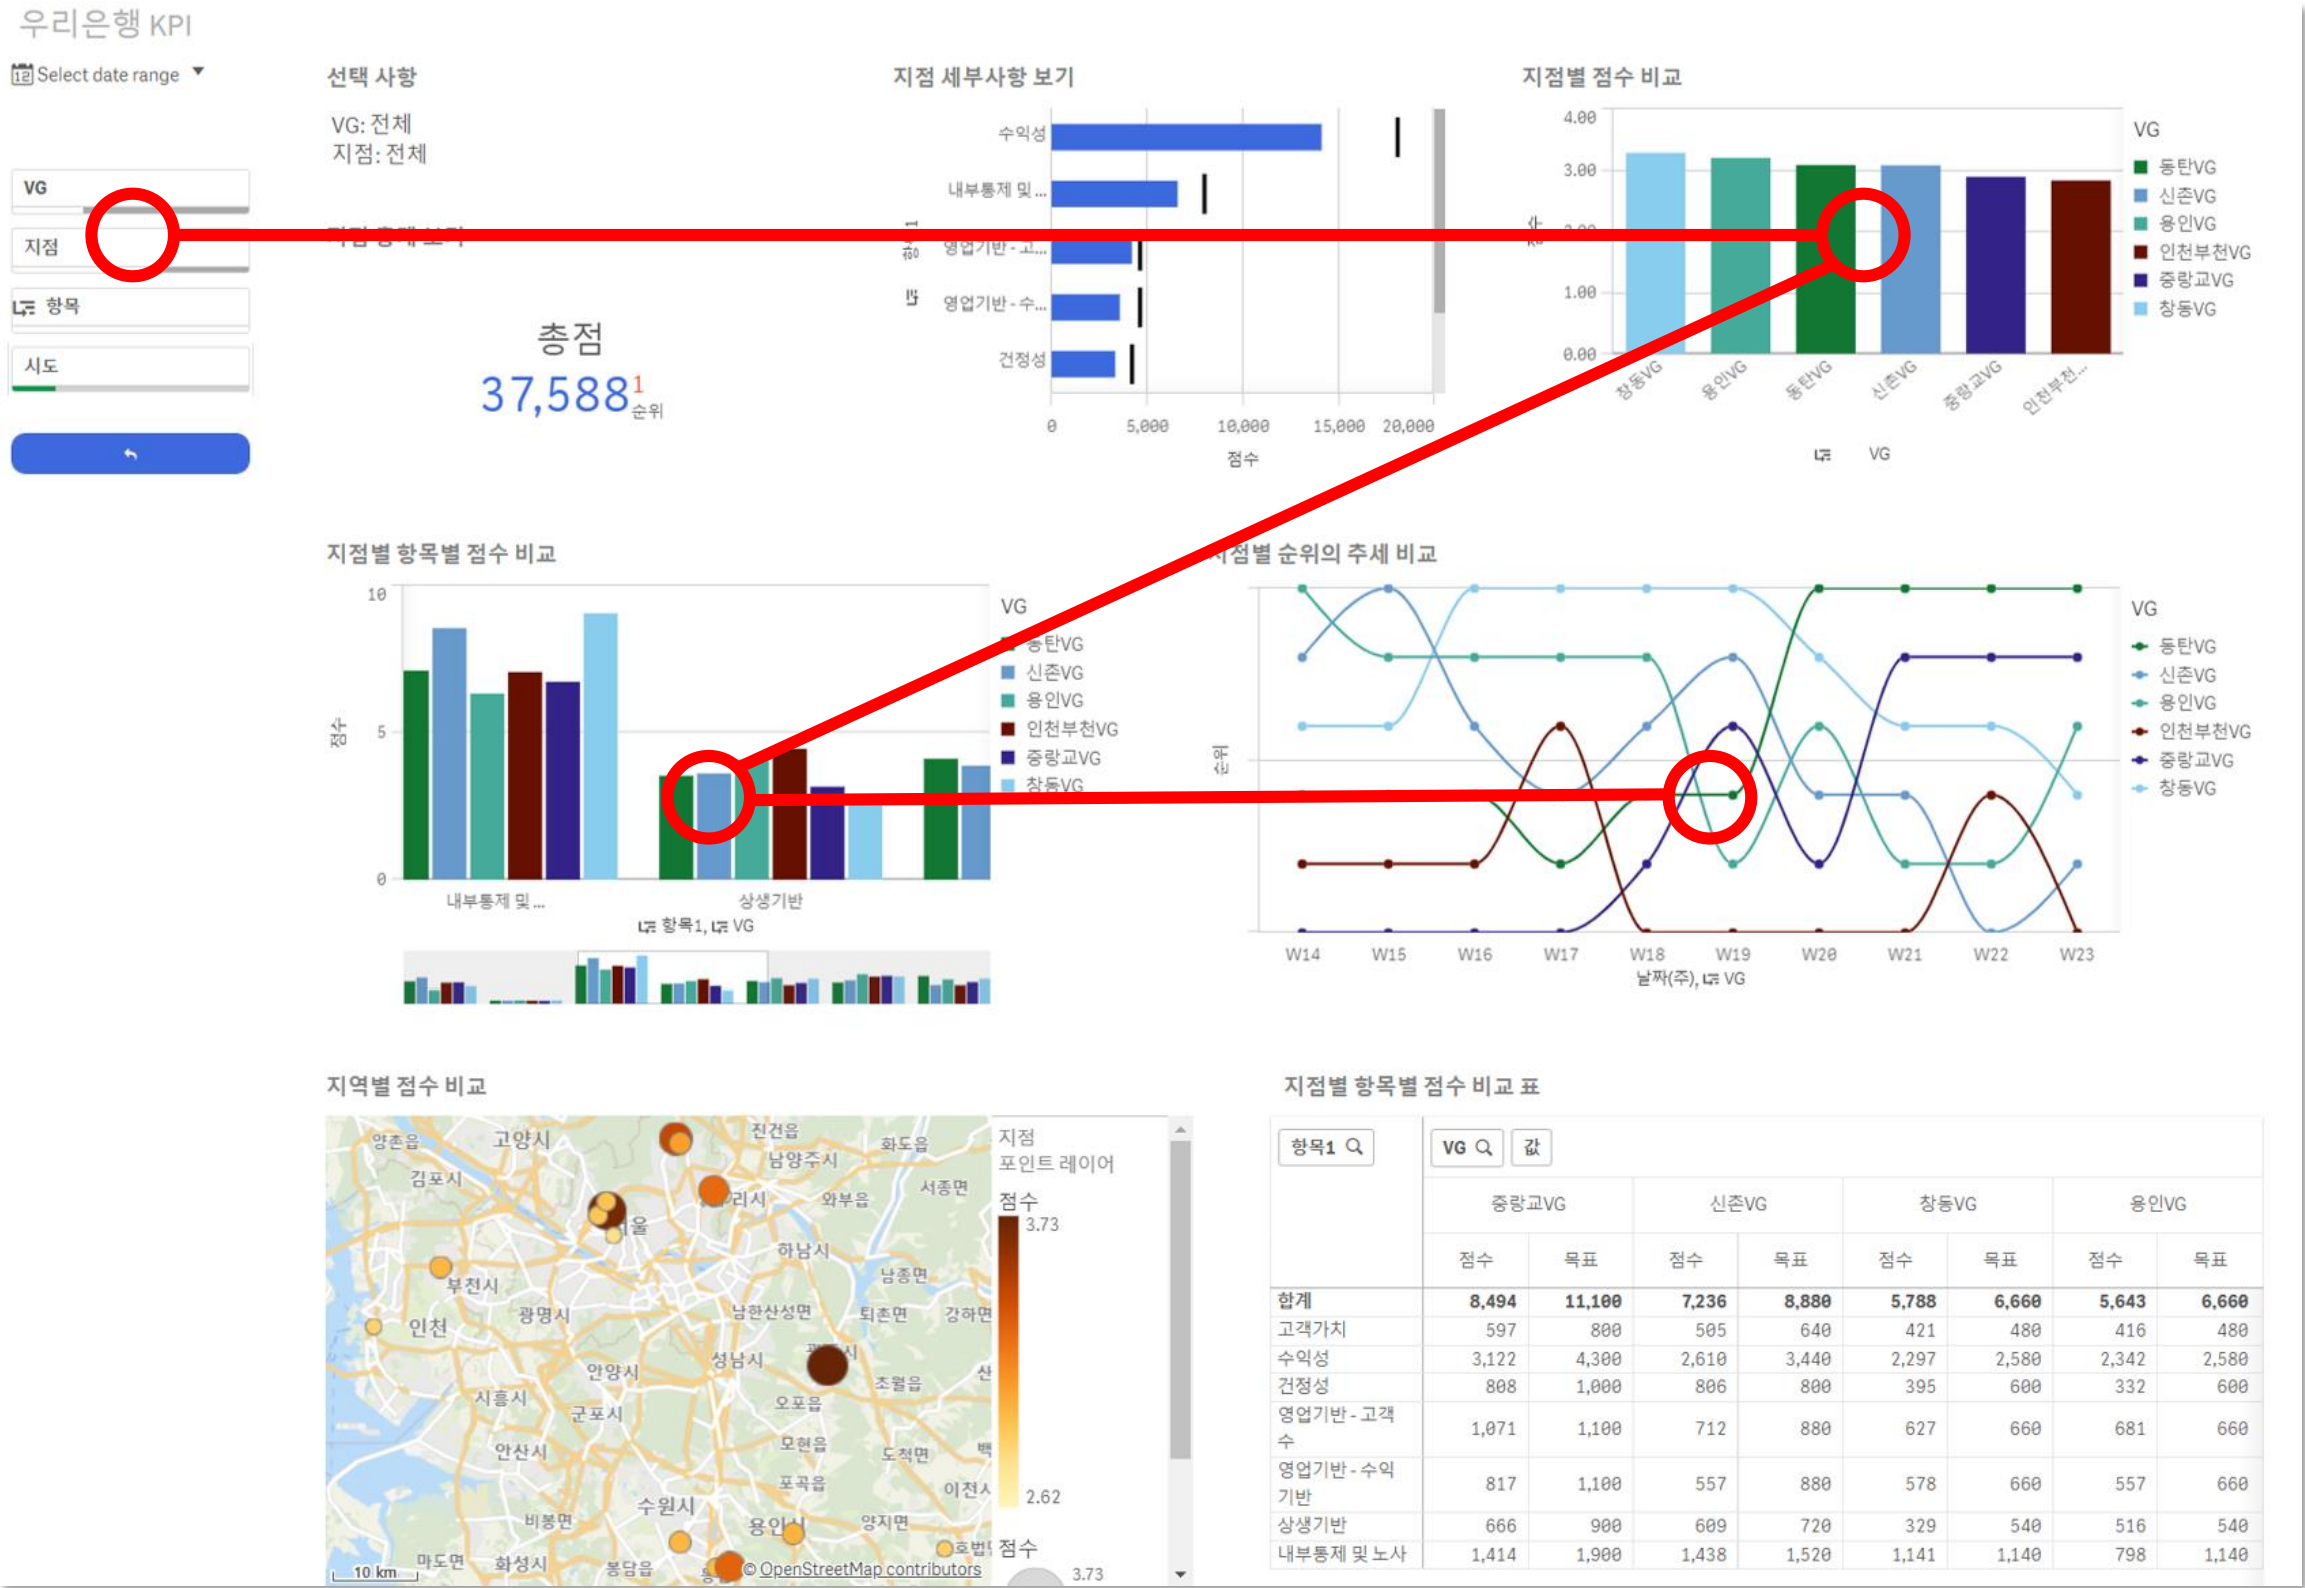 우리은행 KPI
12 Select date range
VG
지점
항목
시도
선택 사항
VG: 전체
지점: 전체
총점
37,588
1
순위
지점 세부사항 보기
수익성
내부통제 및 ...
영업기반 - 고...
영업기반 - 수...
건정성
0 5,000 10,000 15,000 20,000
점수
지점별 점수 비교
4.00
3.00
1.00
0.00
창동VG 용인VG 동탄VG 신촌VG 중랑교VG 인천부천...
VG
VG
동탄VG
신촌VG
용인VG
인천부천VG
중랑교VG
창동VG
지점별 항목별 점수 비교
10
5
0
점수
내부통제 및 ... 상생기반
항목1, VG
VG
동탄VG
신촌VG
용인VG
인천부천VG
중랑교VG
창동VG
지점별 순위의 추세 비교
순위
W14 W15 W16 W17 W18 W19 W20 W21 W22 W23
날짜(주), VG
VG
동탄VG
신촌VG
용인VG
인천부천VG
중랑교VG
창동VG
지역별 점수 비교
양촌읍 고양시 진건읍 화도읍
남양주시
김포시 리시 와부읍 서종면
울
하남시
부천시 남종면
광명시 남한산성면 퇴촌면 강하면
인천
안양시 성남시 시 산
시흥시 군포시 오포읍 초월읍
안산시 모현읍 도척면 백
포곡읍 이천시
수원시
비봉면 용인시 양지면
마도면 화성시 봉담읍 호법
10 km
© OpenStreetMap contributors
지점
포인트 레이어
점수
3.73
2.62
점수
3.73
지점별 항목별 점수 비교 표
항목1 VG 값
중랑교VG 신촌VG 창동VG 용인VG
점수 목표 점수 목표 점수 목표 점수 목표
합계 8,494 11,100 7,236 8,880 5,788 6,660 5,643 6,660
고객가치 597 800 505 640 421 480 416 480
수익성 3,122 4,300 2,610 3,440 2,297 2,580 2,342 2,580
건정성 808 1,000 806 800 395 600 332 600
영업기반 - 고객
수 1,071 1,100 712 880 627 660 681 660
영업기반 - 수익
기반 817 1,100 557 880 578 660 557 660
상생기반 666 900 609 720 329 540 516 540
내부통제 및 노사 1,414 1,900 1,438 1,520 1,141 1,140 798 1,140